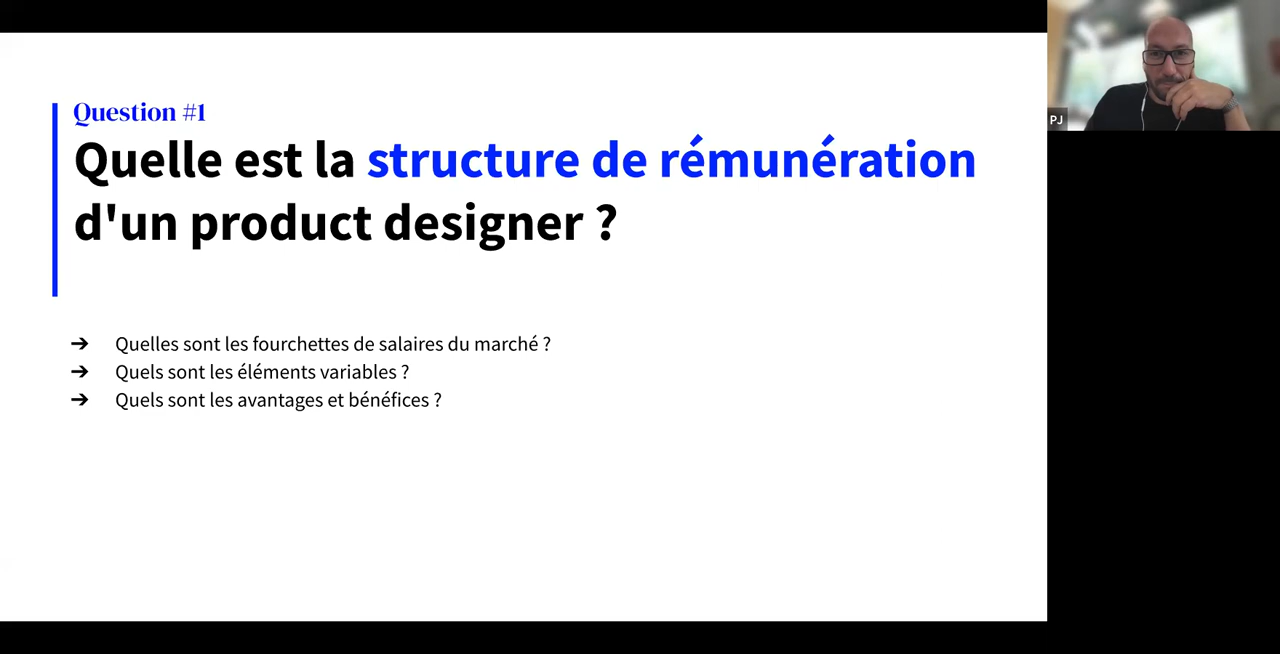 Question #1
Quelle est la structure de rémunération
d'un product designer ?
➔ Quelles sont les fourchettes de salaires du marché ?
➔ Quels sont les éléments variables ?
➔ Quels sont les avantages et bénéfices ?
PJ